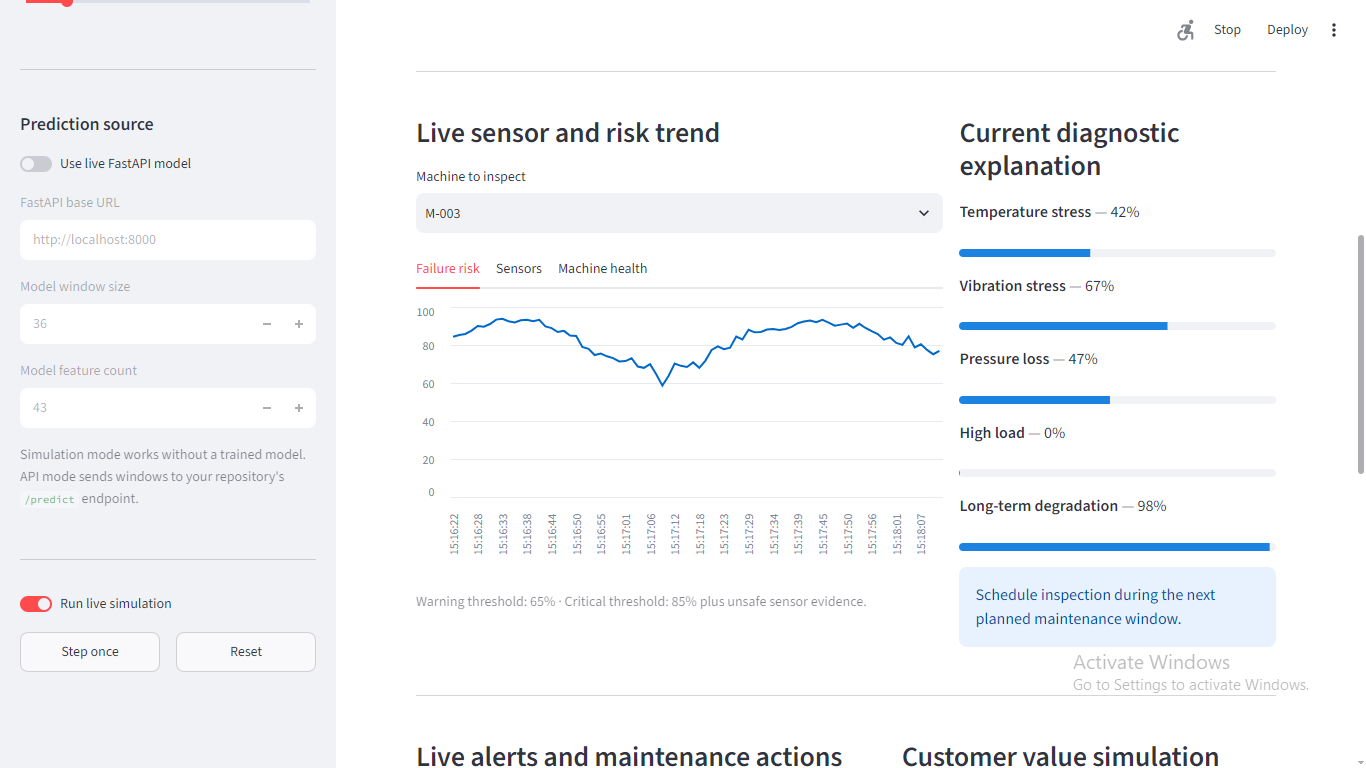 Prediction source
Use live FastAPI model
FastAPI base URL
http://localhost:8000
Model window size
36
Model feature count
43
Simulation mode works without a trained model.
API mode sends windows to your repository's
/predict endpoint.
Run live simulation
Step once
Reset
Stop
Deploy
Live sensor and risk trend
Machine to inspect
M-003
Failure risk
Sensors
Machine health
100
80
60
40
20
0
15:16:22
15:16:28
15:16:33
15:16:38
15:16:44
15:16:50
15:16:55
15:17:01
15:17:06
15:17:12
15:17:18
15:17:23
15:17:29
15:17:34
15:17:39
15:17:45
15:17:50
15:17:56
15:18:01
15:18:07
Warning threshold: 65% · Critical threshold: 85% plus unsafe sensor evidence.
Current diagnostic
explanation
Temperature stress — 42%
Vibration stress — 67%
Pressure loss — 47%
High load — 0%
Long-term degradation — 98%
Schedule inspection during the next
planned maintenance window.
Activate Windows
Go to Settings to activate Windows.
Live alerts and maintenance actions
Customer value simulation